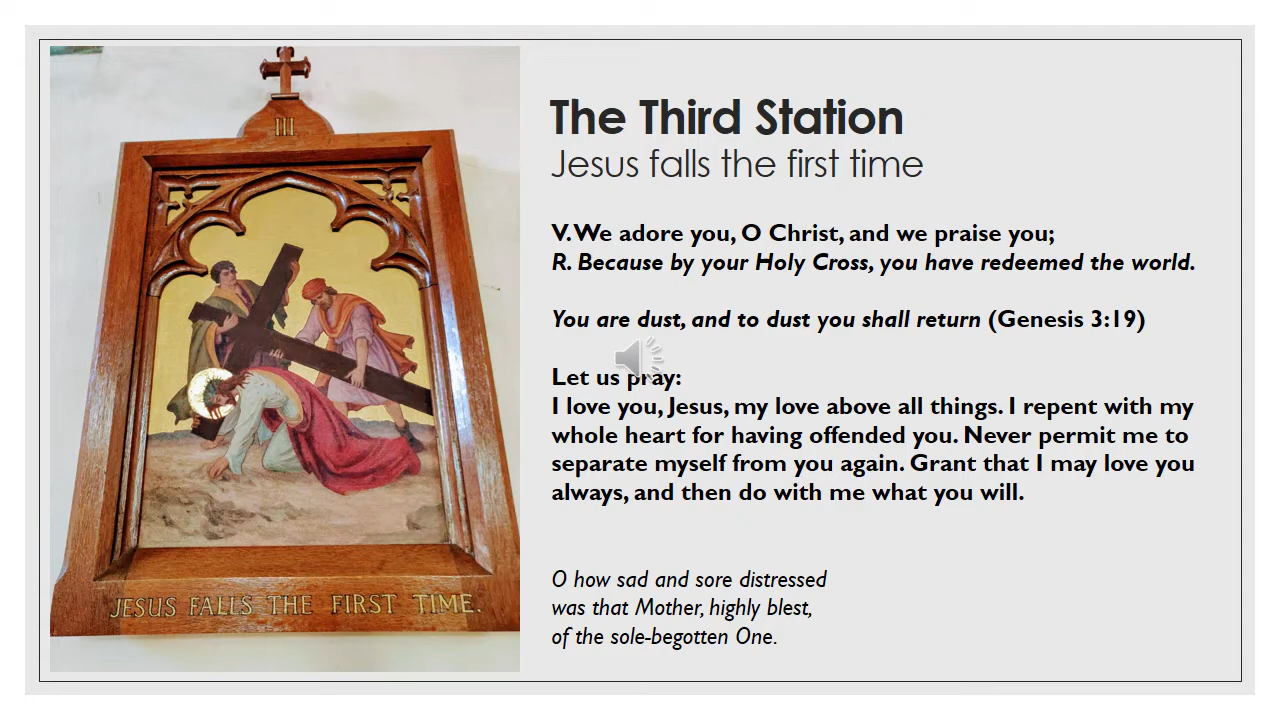 III
JESUS FALLS THE FIRST TIME.
The Third Station
Jesus falls the first time
V. We adore you, O Christ, and we praise you;
R. Because by your Holy Cross, you have redeemed the world.
You are dust, and to dust you shall return (Genesis 3:19)
Let us pray:
I love you, Jesus, my love above all things. I repent with my
whole heart for having offended you. Never permit me to
separate myself from you again. Grant that I may love you
always, and then do with me what you will.
O how sad and sore distressed
was that Mother, highly blest,
of the sole-begotten One.